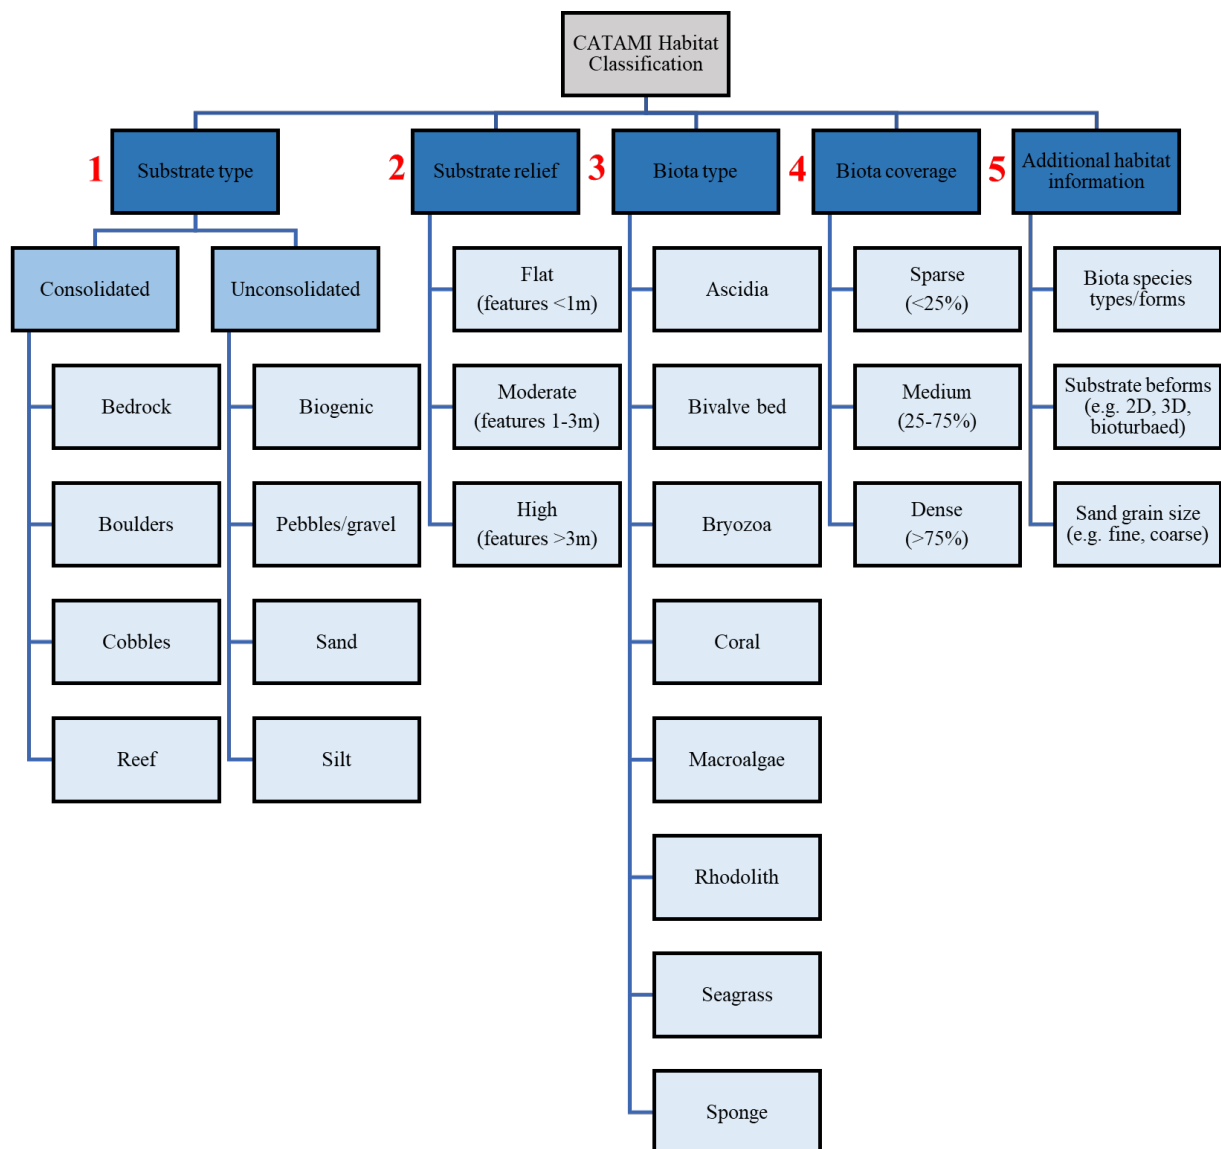 CATAMI Habitat
Classification
1
Substrate type
2
Substrate relief
3
Biota type
4
Biota coverage
5
Additional habitat
information
Consolidated
Bedrock
Boulders
Cobbles
Reef
Unconsolidated
Biogenic
Pebbles/gravel
Sand
Silt
Flat
(features <1m)
Moderate
(features 1-3m)
High
(features >3m)
Ascidia
Bivalve bed
Bryozoa
Coral
Macroalgae
Rhodolith
Seagrass
Sponge
Sparse
(<25%)
Medium
(25-75%)
Dense
(>75%)
Biota species
types/forms
Substrate beforms
(e.g. 2D, 3D,
bioturbaed)
Sand grain size
(e.g. fine, coarse)